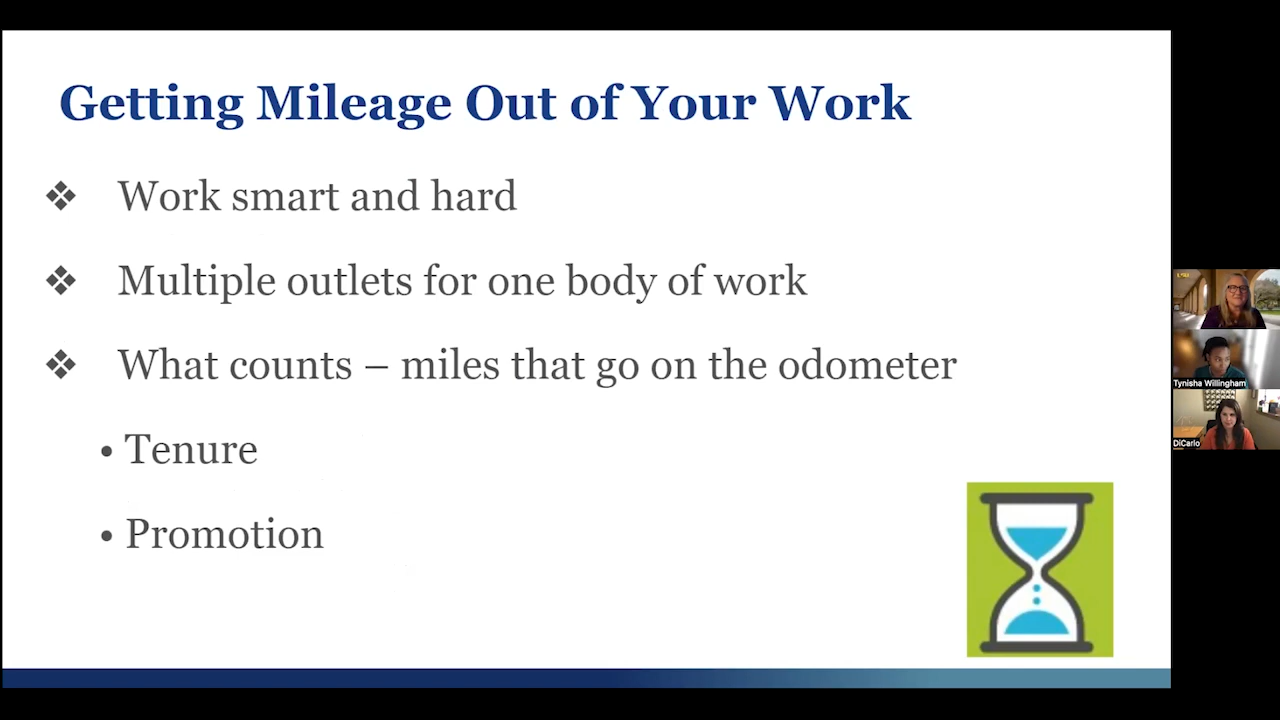 Getting Mileage Out of Your Work
❖ Work smart and hard
❖ Multiple outlets for one body of work
❖ What counts – miles that go on the odometer
• Tenure
• Promotion
Tynisha Willingham
DiCarlo